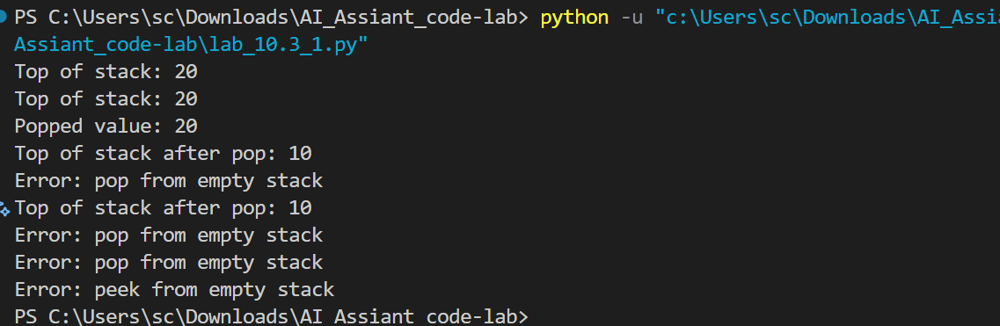 PS C:\Users\sc\Downloads\AI_Assiant_code-lab> python -u "c:\Users\sc\Downloads\AI_Assi
Assiant_code-lab\lab_10.3_1.py"
Top of stack: 20
Top of stack: 20
Popped value: 20
Top of stack after pop: 10
Error: pop from empty stack
Top of stack after pop: 10
Error: pop from empty stack
Error: pop from empty stack
Error: peek from empty stack
PS C:\Users\sc\Downloads\AI Assiant code-lab>